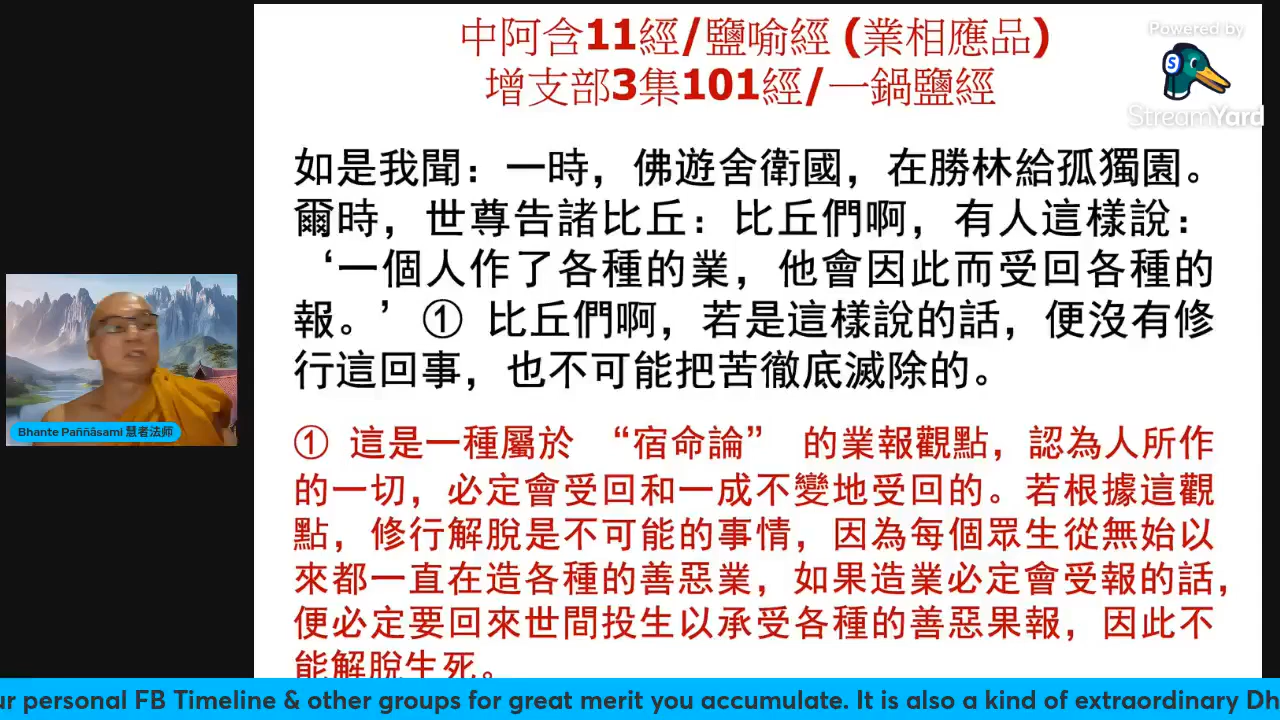 中阿含11經/鹽喻經 (業相應品)
增支部3集101經/一鍋鹽經
Powered by
StreamYard
如是我聞：一時，佛遊舍衛國，在勝林給孤獨園。
爾時，世尊告諸比丘：比丘們啊，有人這樣說：
‘一個人作了各種的業，他會因此而受回各種的
報。’ ① 比丘們啊，若是這樣說的話，便沒有修
行這回事，也不可能把苦徹底滅除的。
① 這是一種屬於 “宿命論” 的業報觀點，認為人所作
的一切，必定會受回和一成不變地受回的。若根據這觀
點，修行解脫是不可能的事情，因為每個眾生從無始以
來都一直在造各種的善惡業，如果造業必定會受報的話，
便必定要回來世間投生以承受各種的善惡果報，因此不
能解脫生死。
Bhante Paññāsami 慧者法师
ur personal FB Timeline & other groups for great merit you accumulate. It is also a kind of extraordinary Dh